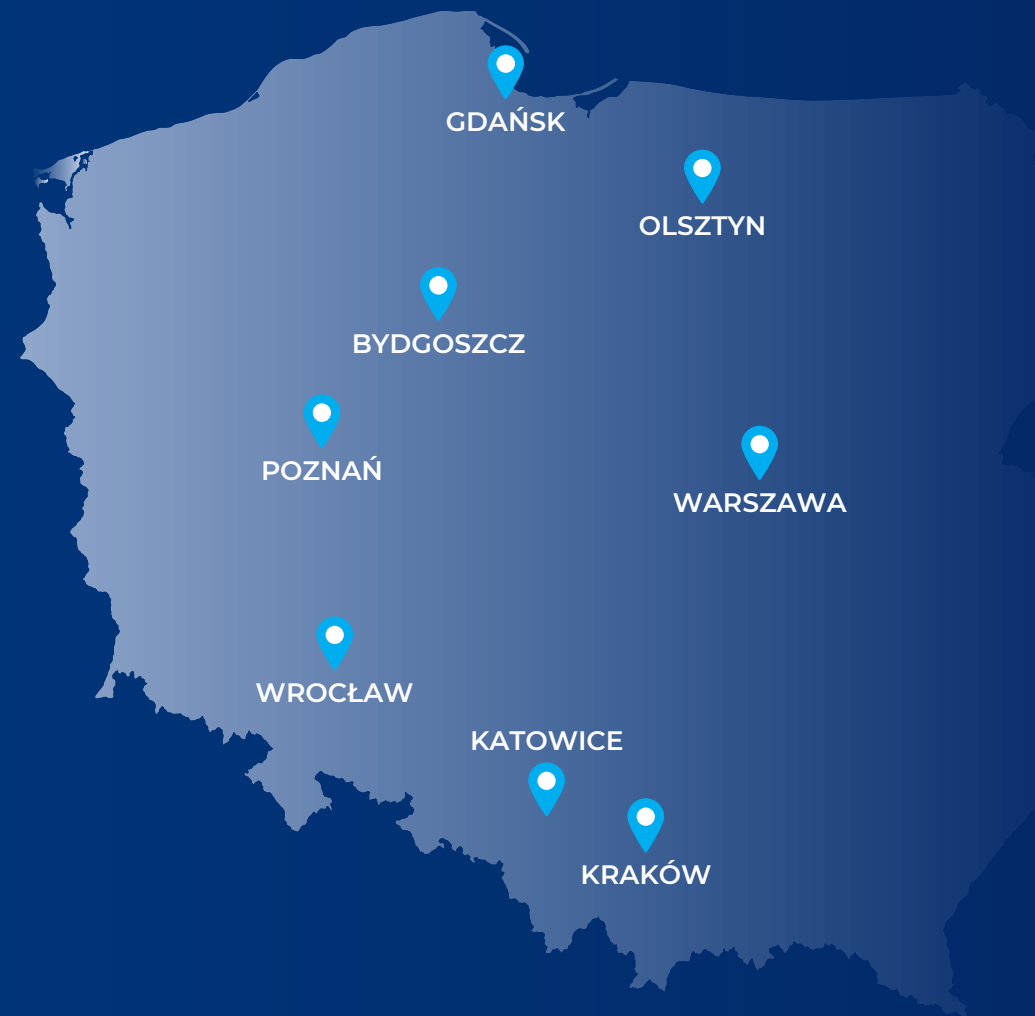 GDAŃSK
OLSZTYN
BYDGOSZCZ
POZNAŃ
WARSZAWA
WROCŁAW
KATOWICE
KRAKÓW